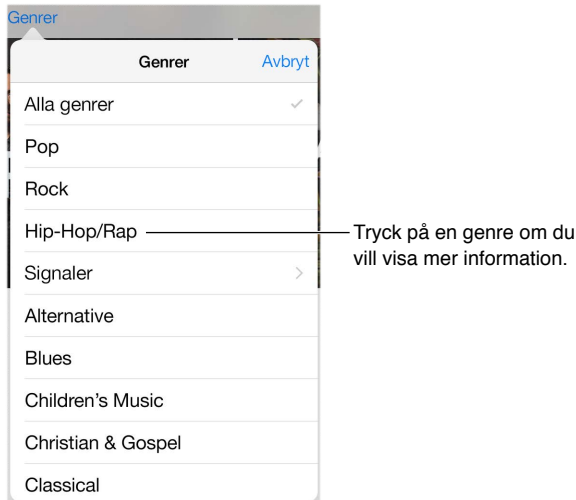 Genrer
Genrer Avbryt
Alla genrer
Pop
Rock
Hip-Hop/Rap
Tryck på en genre om du
vill visa mer information.
Signaler
Alternative
Blues
Children’s Music
Christian & Gospel
Classical